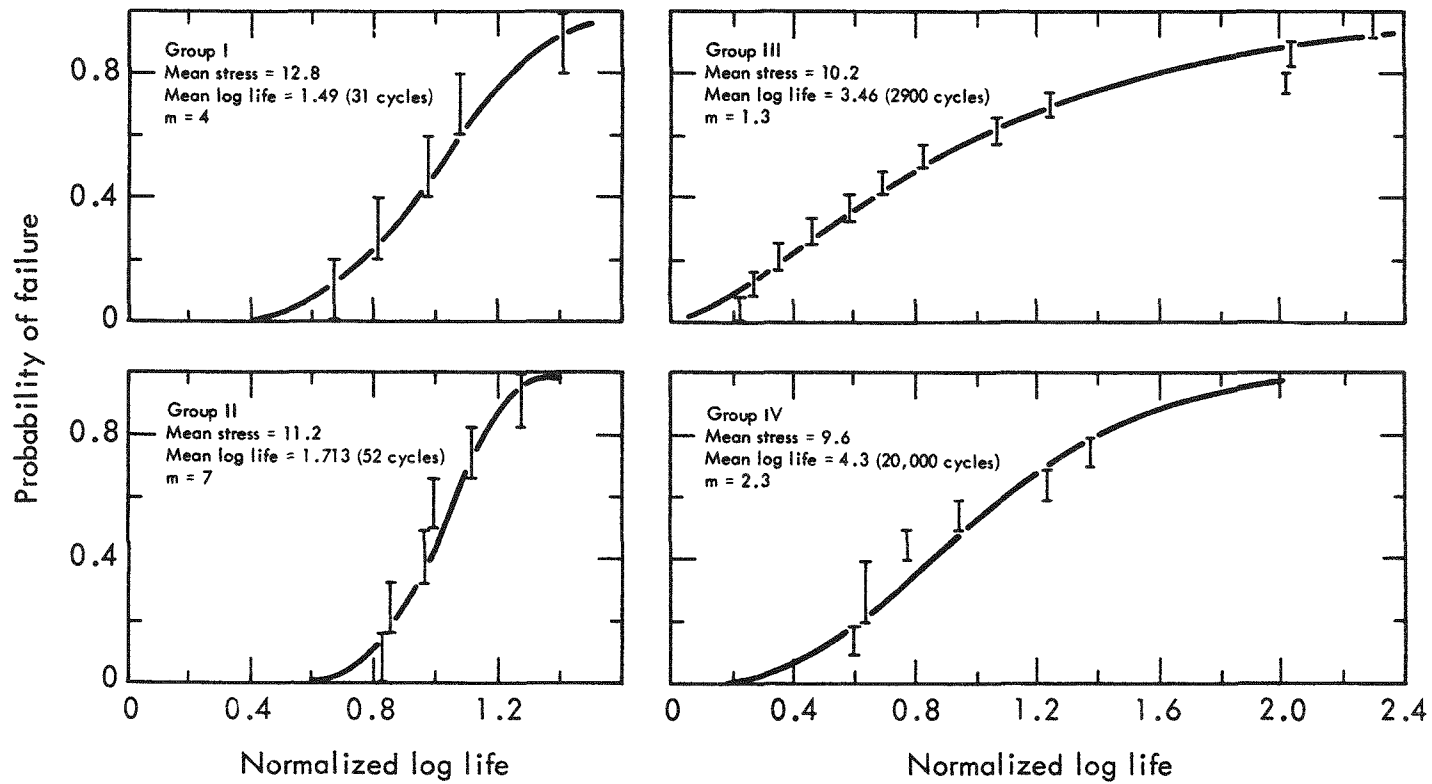 Probability of failure
Group I
Mean stress = 12.8
Mean log life = 1.49 (31 cycles)
m = 4
0.8
0.4
0
Group III
Mean stress = 10.2
Mean log life = 3.46 (2900 cycles)
m = 1.3
Group II
Mean stress = 11.2
Mean log life = 1.713 (52 cycles)
m = 7
0.8
0.4
0
0 0.4 0.8 1.2
Normalized log life
Group IV
Mean stress = 9.6
Mean log life = 4.3 (20,000 cycles)
m = 2.3
0 0.4 0.8 1.2 1.6 2.0 2.4
Normalized log life